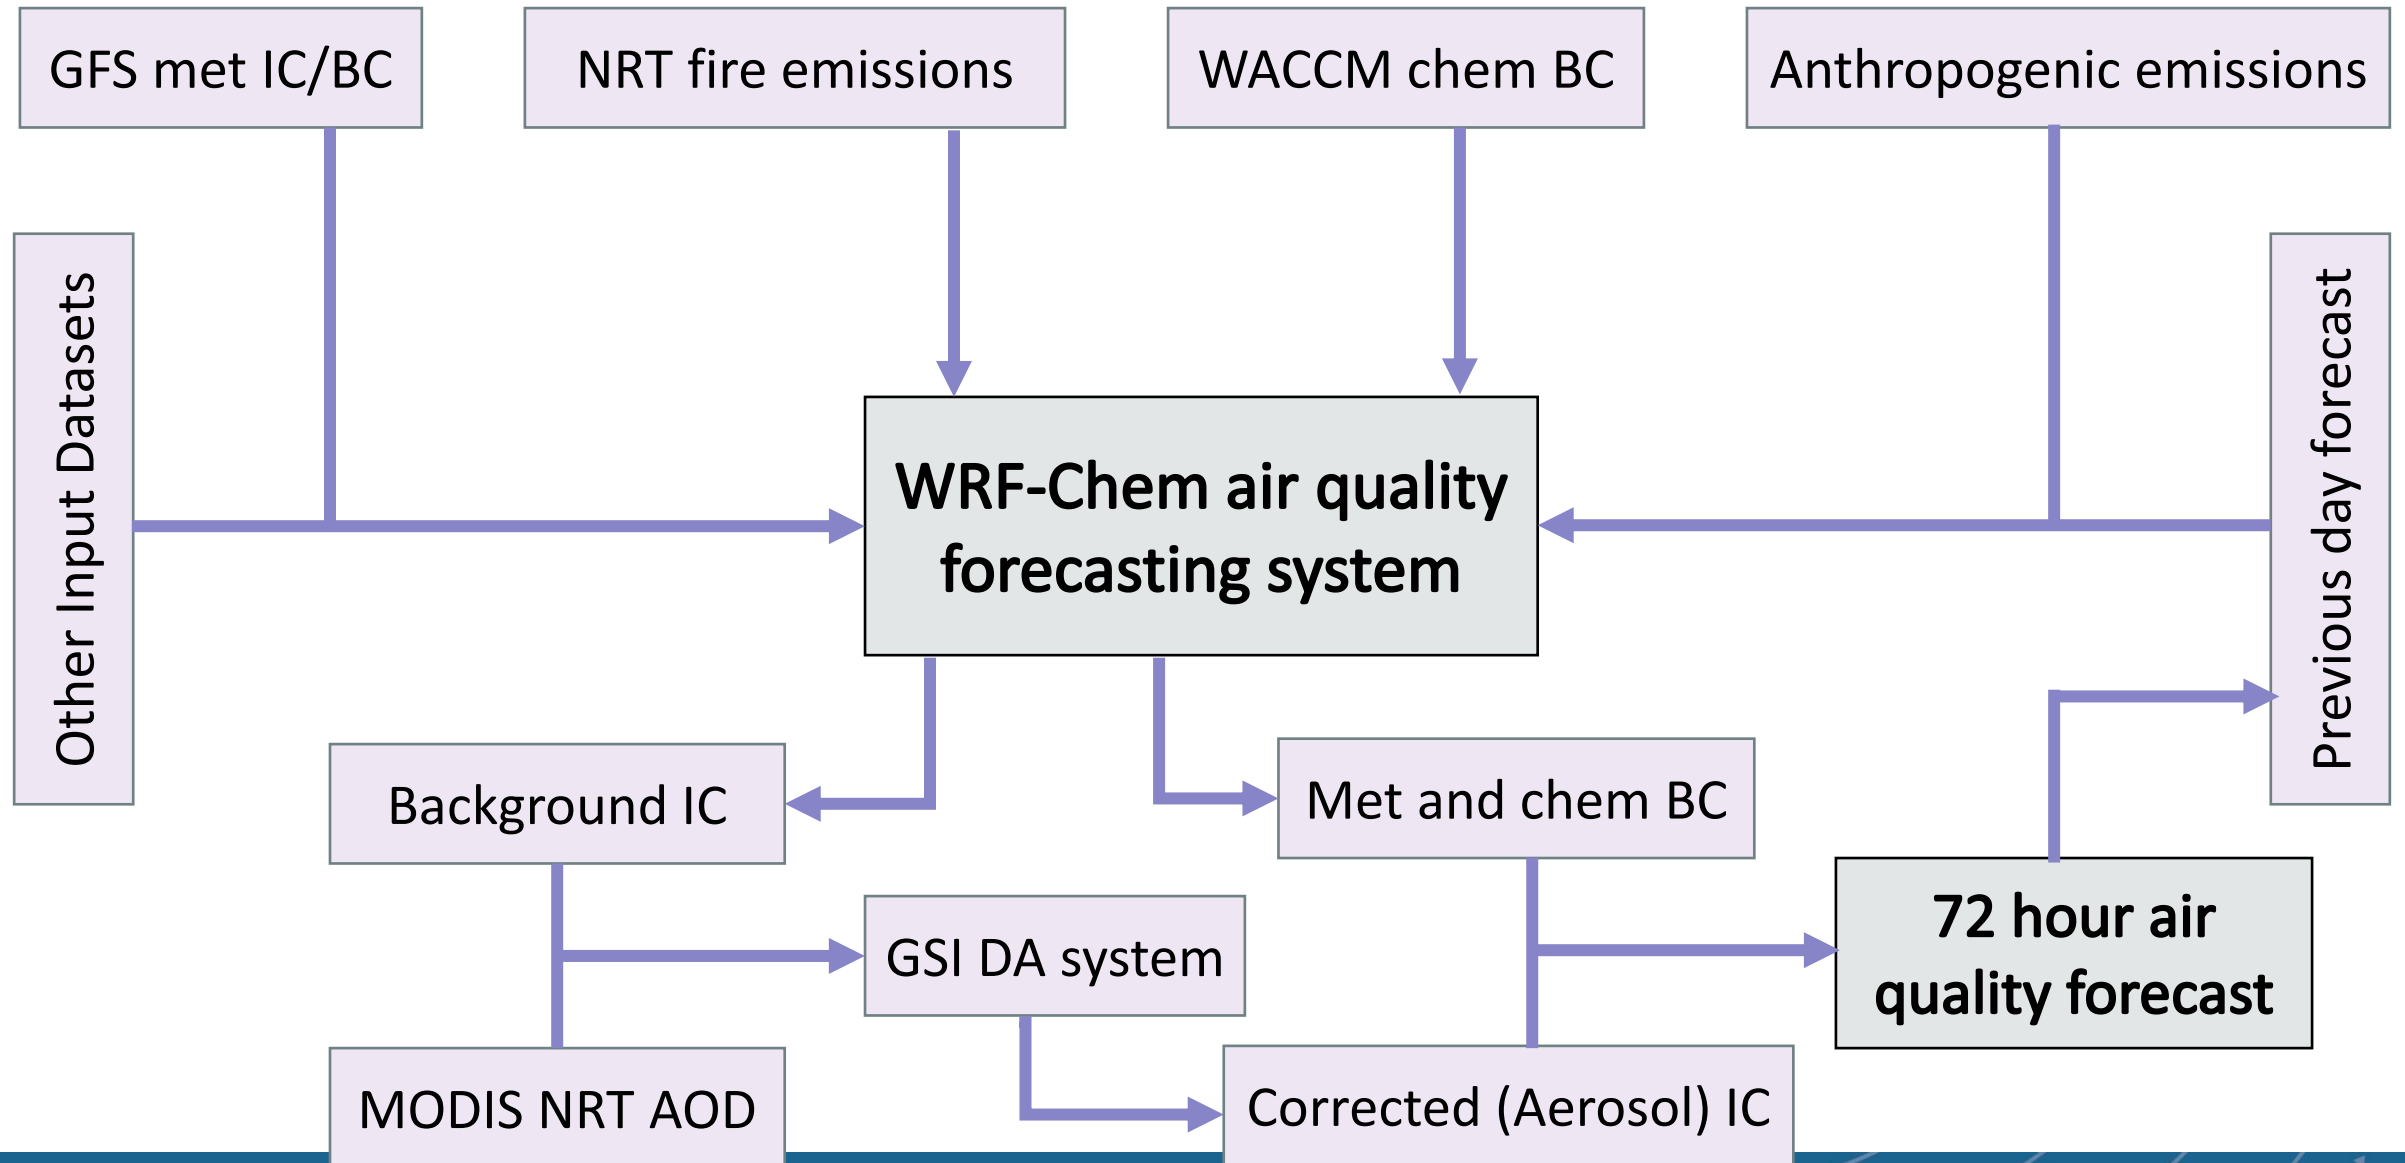 GFS met IC/BC
NRT fire emissions
WACCM chem BC
Anthropogenic emissions
Other Input Datasets
WRF-Chem air quality
forecasting system
Previous day forecast
Background IC
Met and chem BC
GSI DA system
72 hour air
quality forecast
MODIS NRT AOD
Corrected (Aerosol) IC